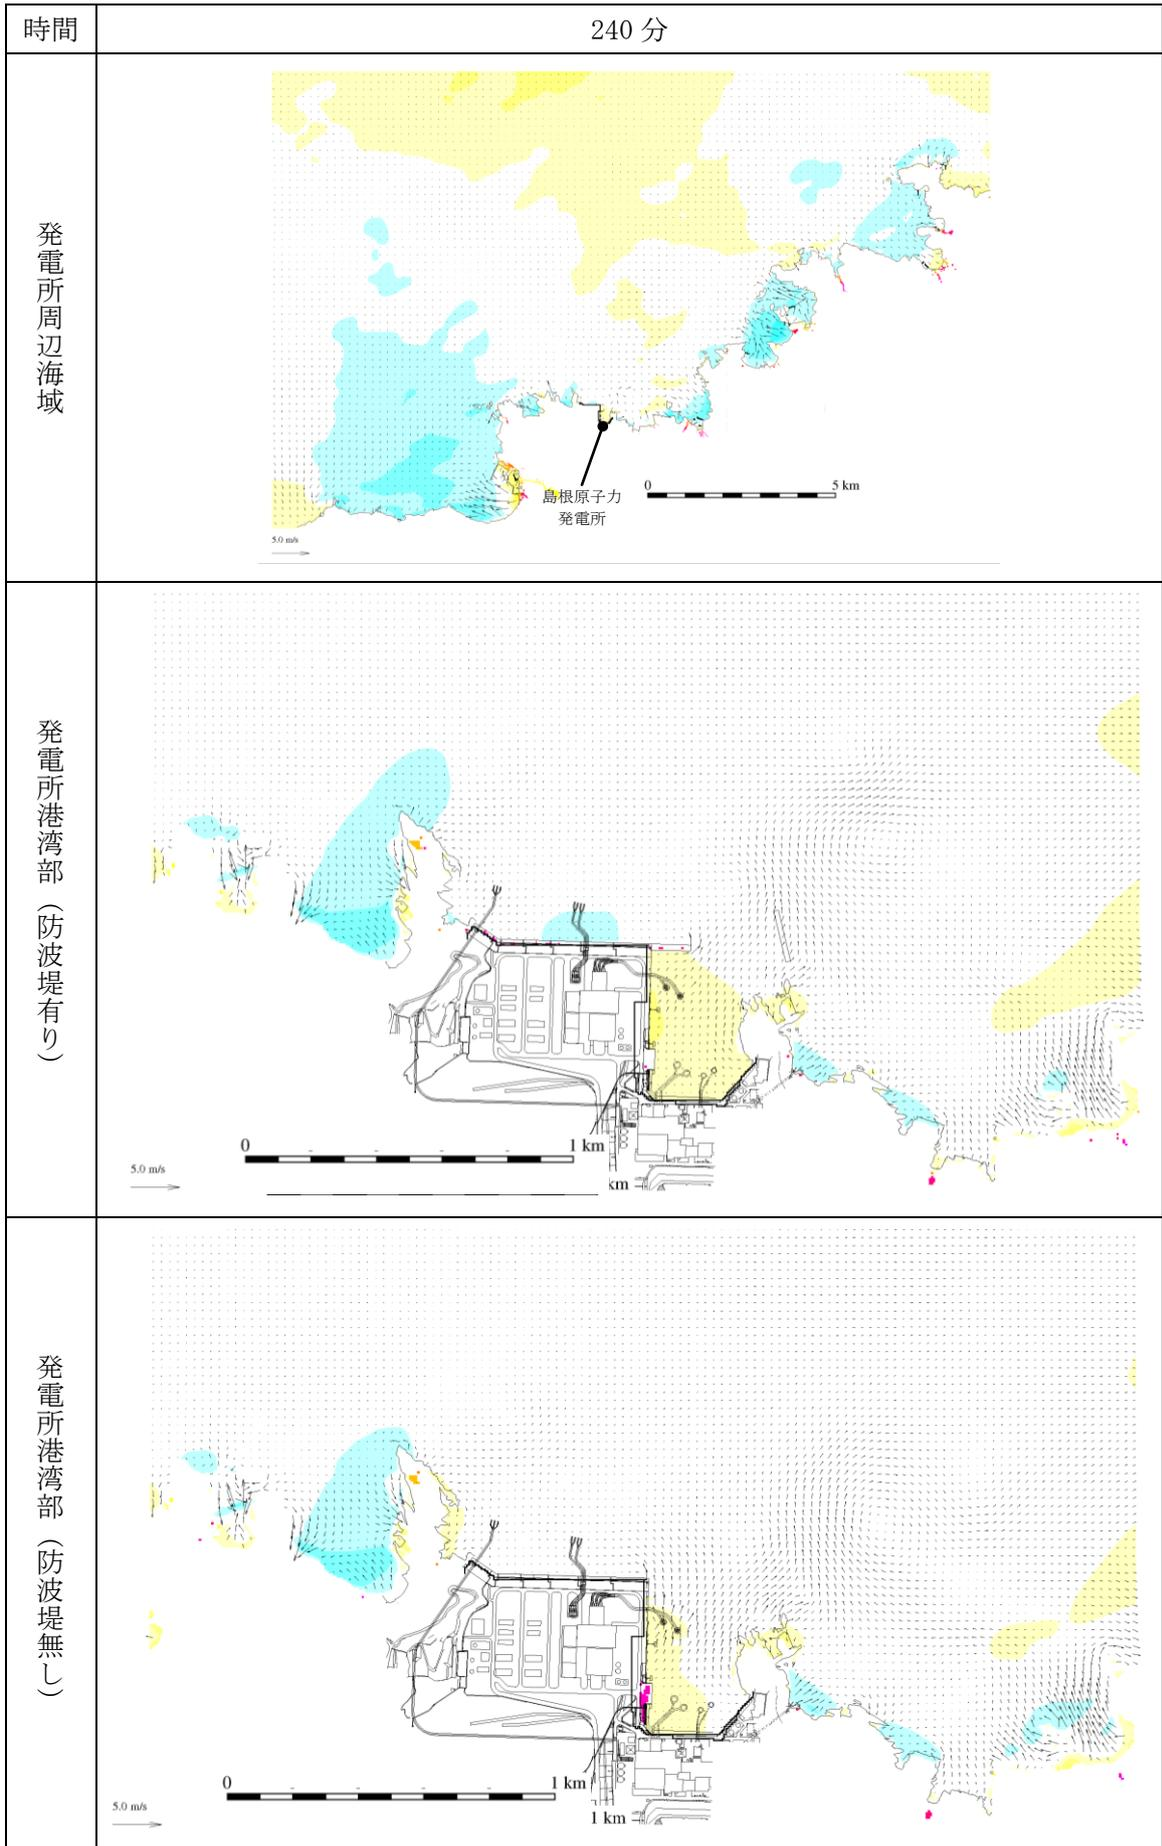 時間
240 分
発電所周辺海域
島根原子力
発電所
0
5 km
5.0 m/s
発電所港湾部（防波堤有り）
0
1 km
5.0 m/s
km
発電所港湾部（防波堤無し）
0
1 km
5.0 m/s
1 km